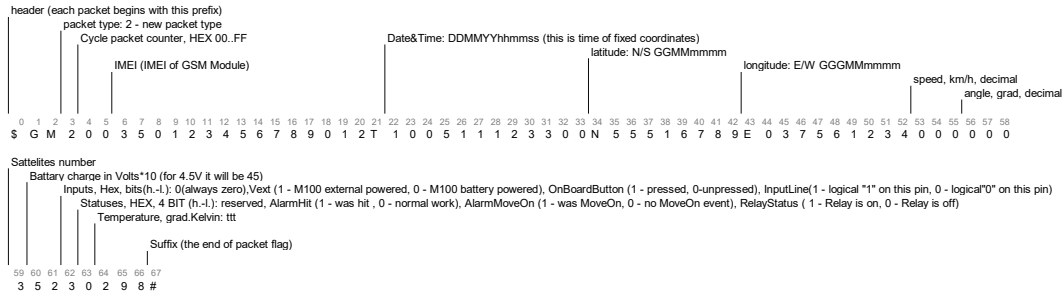 header (each packet begins with this prefix)
packet type: 2 - new packet type
Cycle packet counter, HEX 00..FF
Date&Time: DDMMYYhhmmss (this is time of fixed coordinates)
latitude: N/S GGMMmmmm
IMEI (IMEI of GSM Module)
longitude: E/W GGGMMmmmm
speed, km/h, decimal
angle, grad, decimal
0 1 2 3 4 5 6 7 8 9 10 11 12 13 14 15 16 17 18 19 20 21 22 23 24 25 26 27 28 29 30 31 32 33 34 35 36 37 38 39 40 41 42 43 44 45 46 47 48 49 50 51 52 53 54 55 56 57 58
$ G M 2 0 0 3 5 0 1 2 3 4 5 6 7 8 9 0 1 2 T 1 0 0 5 1 1 1 2 3 3 0 0 N 5 5 5 1 6 7 8 9 E 0 3 7 5 6 1 2 3 4 0 0 0 0 0 0
Sattelites number
Battary charge in Volts*10 (for 4.5V it will be 45)
Inputs, Hex, bits(h.-l.): 0(always zero),Vext (1 - M100 external powered, 0 - M100 battery powered), OnBoardButton (1 - pressed, 0-unpressed), InputLine(1 - logical "1" on this pin, 0 - logical"0" on this pin)
Statuses, HEX, 4 BIT (h.-l.): reserved, AlarmHit (1 - was hit , 0 - normal work), AlarmMoveOn (1 - was MoveOn, 0 - no MoveOn event), RelayStatus ( 1 - Relay is on, 0 - Relay is off)
Temperature, grad.Kelvin: ttt
Suffix (the end of packet flag)
59 60 61 62 63 64 65 66 67
3 5 2 3 0 2 9 8 #